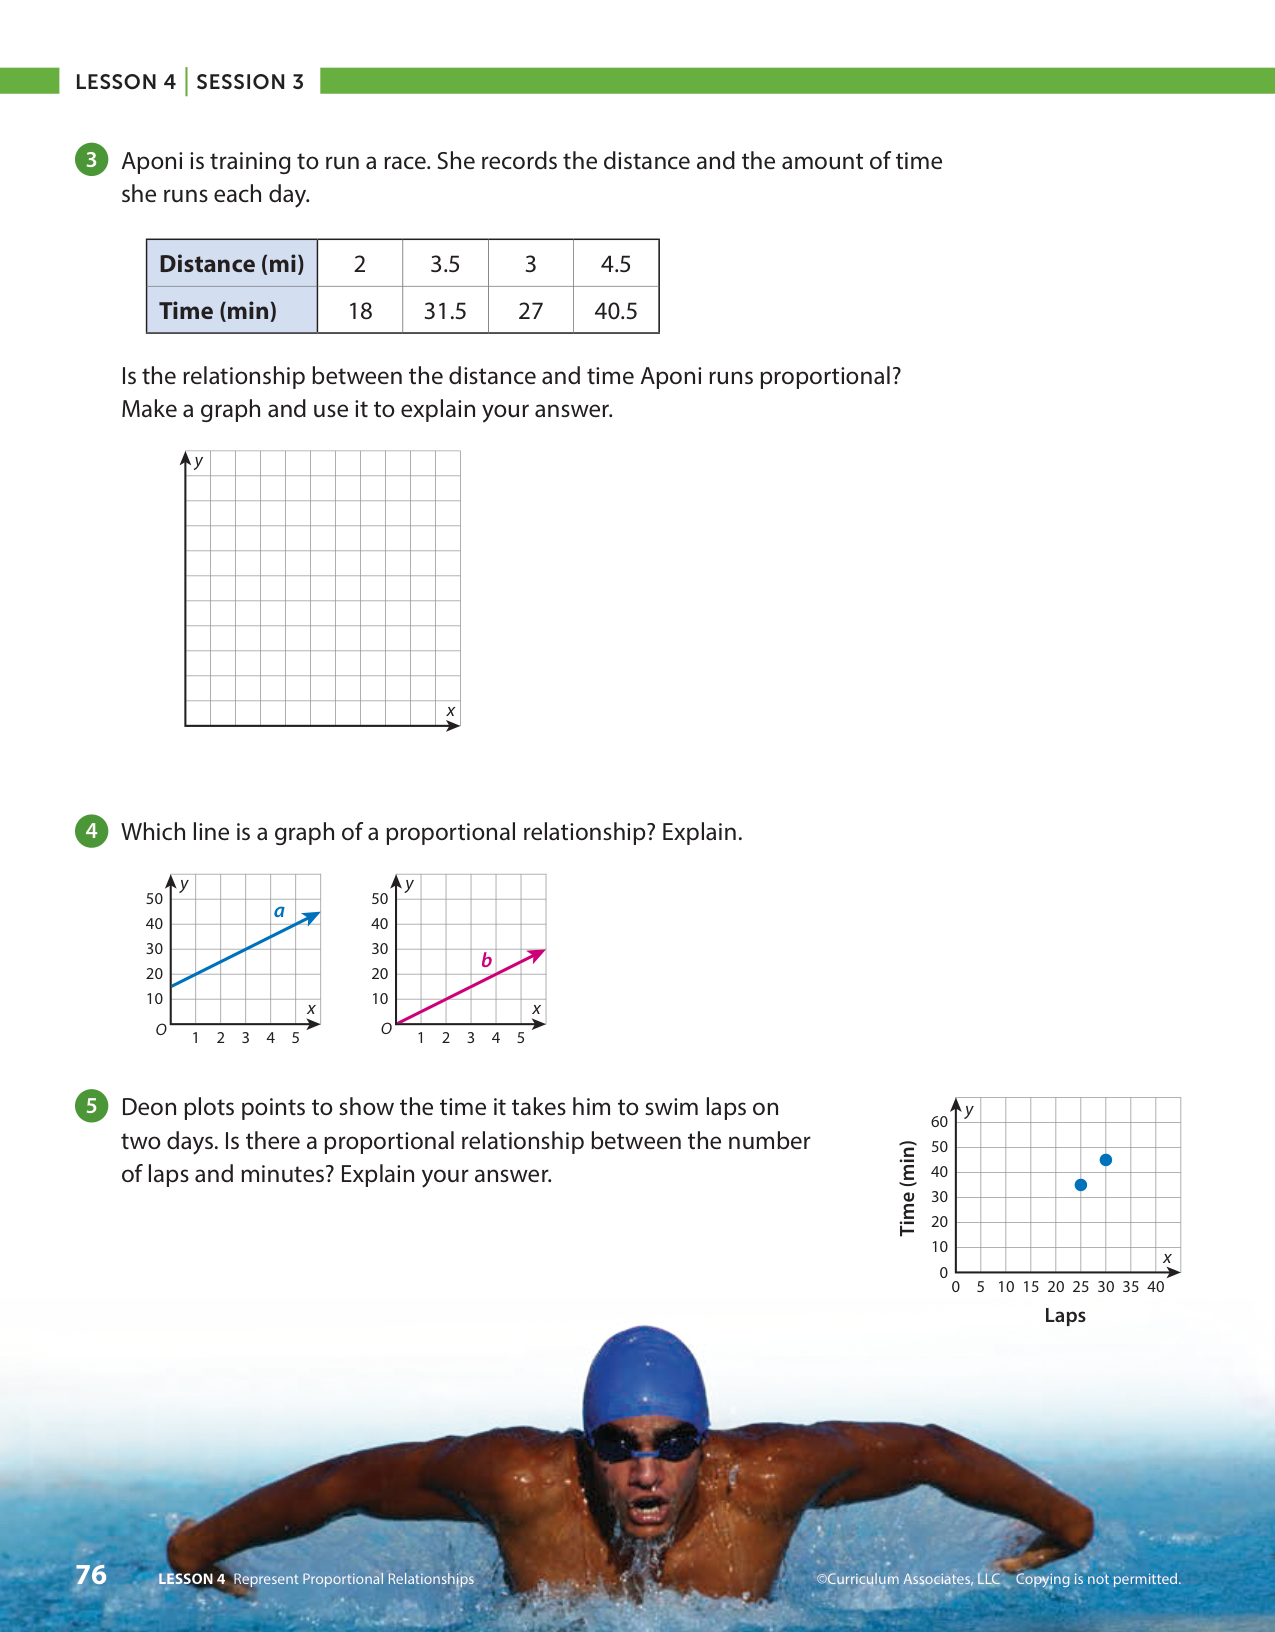 LESSON 4 | SESSION 3
3 Aponi is training to run a race. She records the distance and the amount of time
she runs each day.
Distance (mi) 2 3.5 3 4.5
Time (min) 18 31.5 27 40.5
Is the relationship between the distance and time Aponi runs proportional?
Make a graph and use it to explain your answer.
y
x
4 Which line is a graph of a proportional relationship? Explain.
y
50
40
30
20
10
O
a
x
1 2 3 4 5
y
50
40
30
20
10
O
b
x
1 2 3 4 5
5 Deon plots points to show the time it takes him to swim laps on
two days. Is there a proportional relationship between the number
of laps and minutes? Explain your answer.
Time (min)
y
60
50
40
30
20
10
0
x
0 5 10 15 20 25 30 35 40
Laps
76 LESSON 4 Represent Proportional Relationships ©Curriculum Associates, LLC Copying is not permitted.